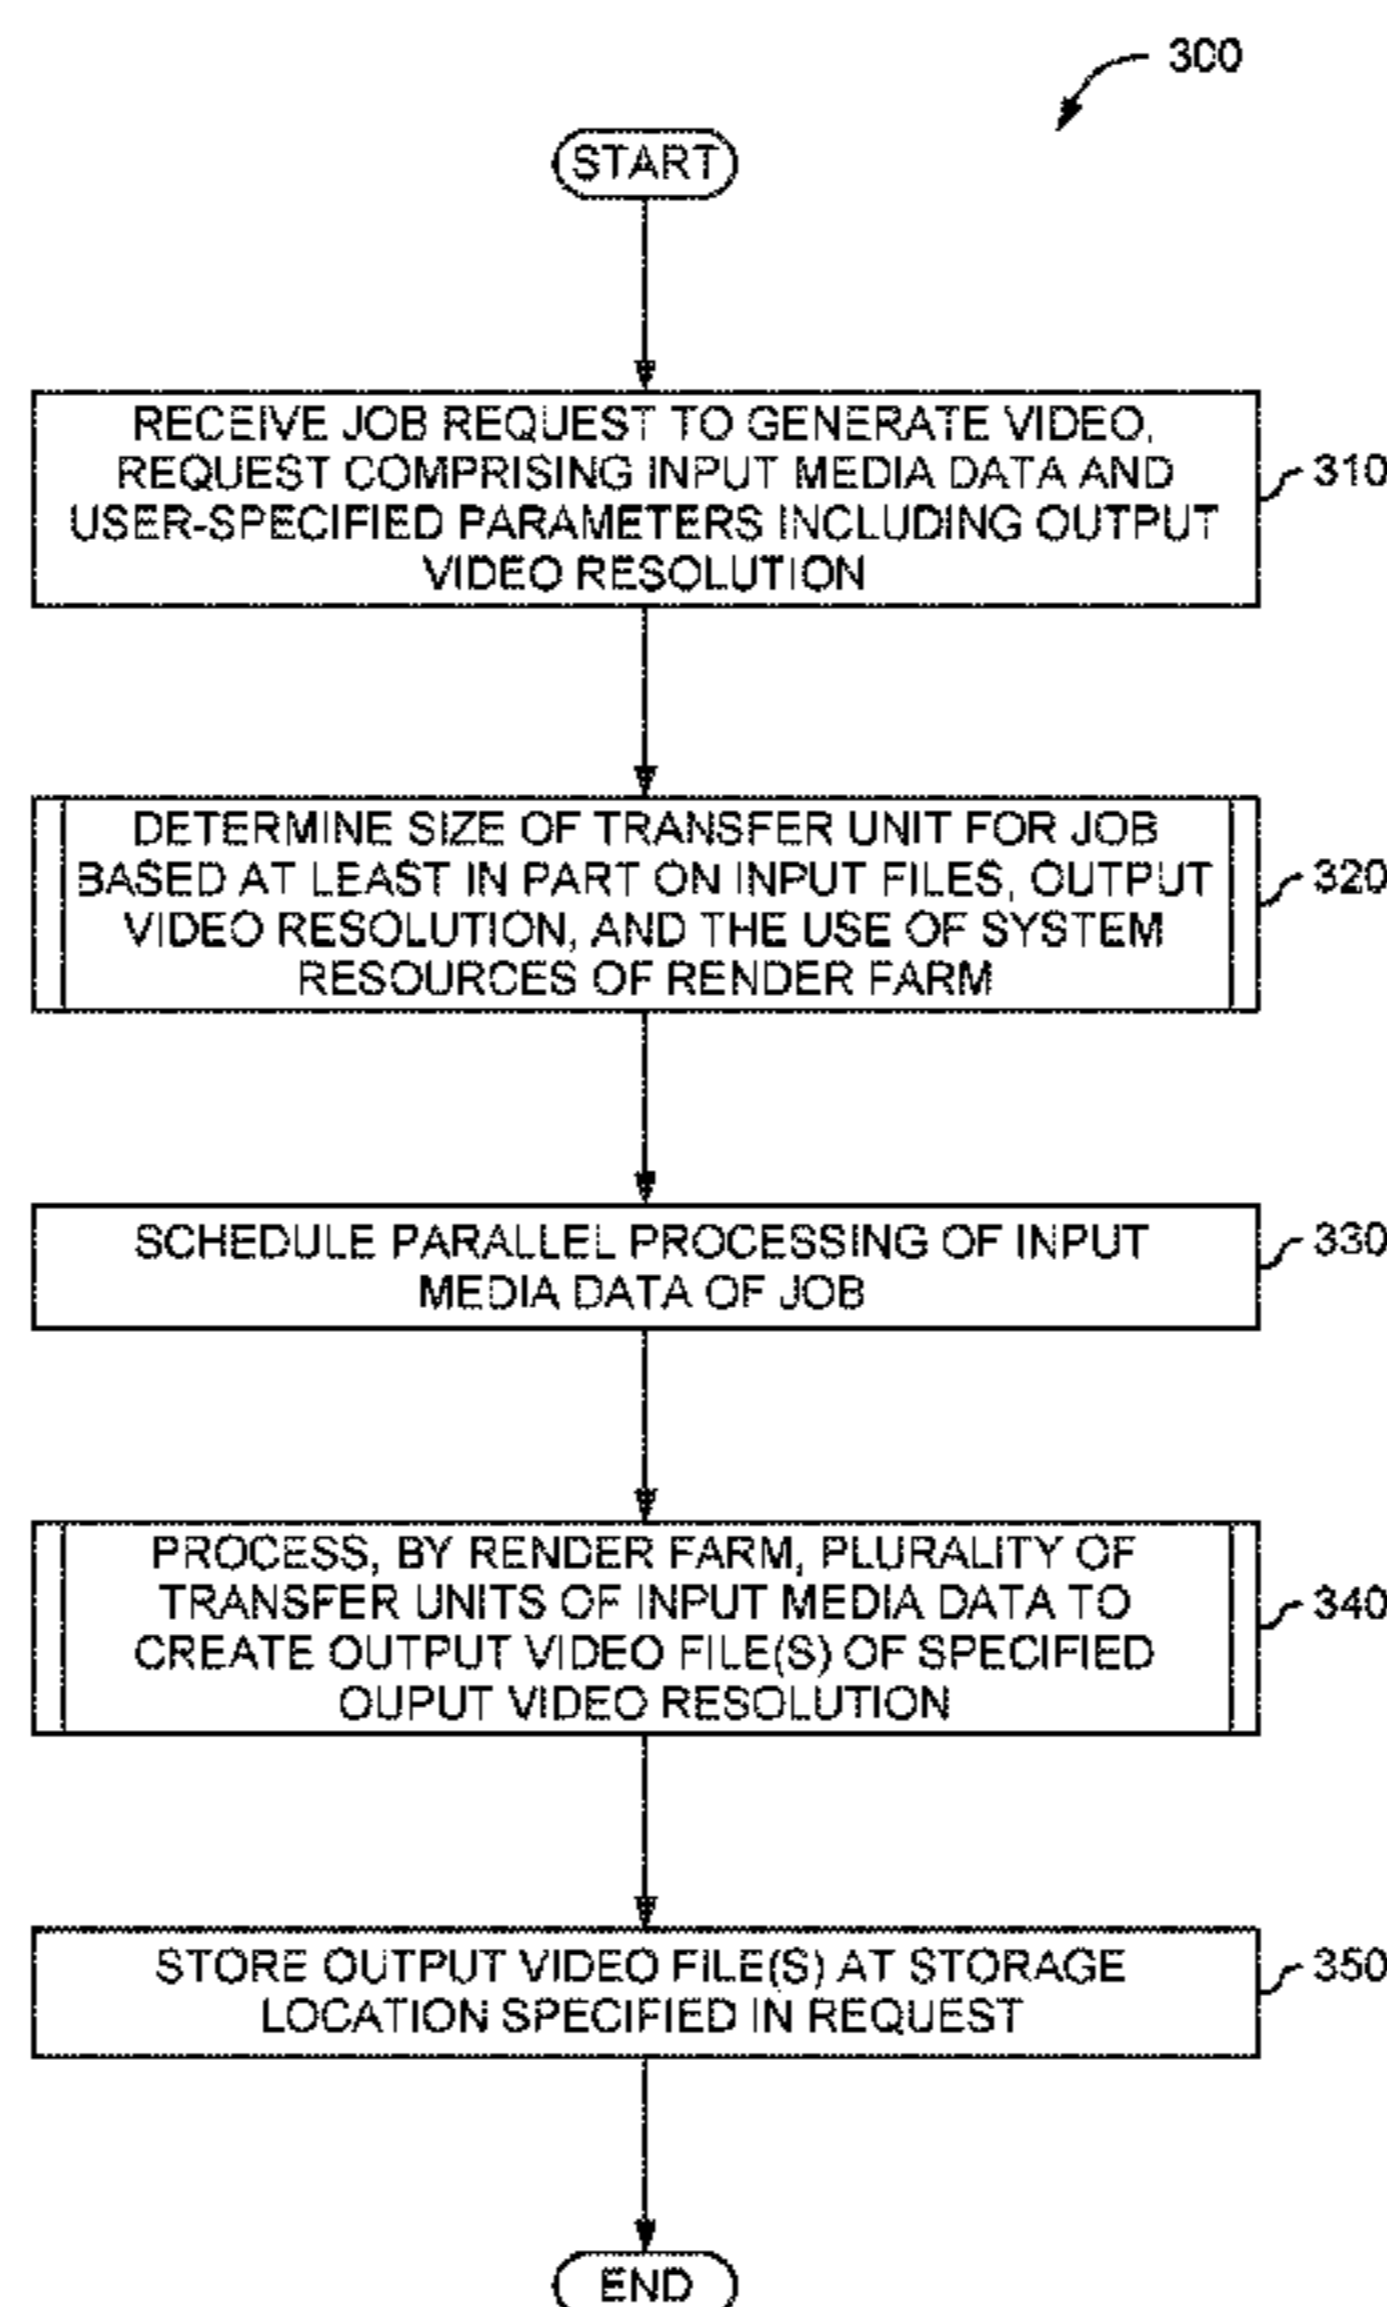 300
START
RECEIVE JOB REQUEST TO GENERATE VIDEO,
REQUEST COMPRISING INPUT MEDIA DATA AND
USER-SPECIFIED PARAMETERS INCLUDING OUTPUT
VIDEO RESOLUTION
310
DETERMINE SIZE OF TRANSFER UNIT FOR JOB
BASED AT LEAST IN PART ON INPUT FILES, OUTPUT
VIDEO RESOLUTION, AND THE USE OF SYSTEM
RESOURCES OF RENDER FARM
320
SCHEDULE PARALLEL PROCESSING OF INPUT
MEDIA DATA OF JOB
330
PROCESS, BY RENDER FARM, PLURALITY OF
TRANSFER UNITS OF INPUT MEDIA DATA TO
CREATE OUTPUT VIDEO FILE(S) OF SPECIFIED
OUPUT VIDEO RESOLUTION
340
STORE OUTPUT VIDEO FILE(S) AT STORAGE
LOCATION SPECIFIED IN REQUEST
350
END